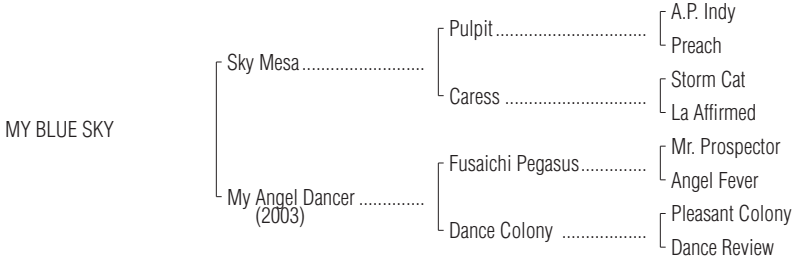 A.P. Indy
Pulpit..............................
Preach
Sky Mesa.........................
Storm Cat
Caress ............................
La Affirmed
MY BLUE SKY
Mr. Prospector
Fusaichi Pegasus.............
Angel Fever
My Angel Dancer .............
(2003)
Pleasant Colony
Dance Colony .................
Dance Review